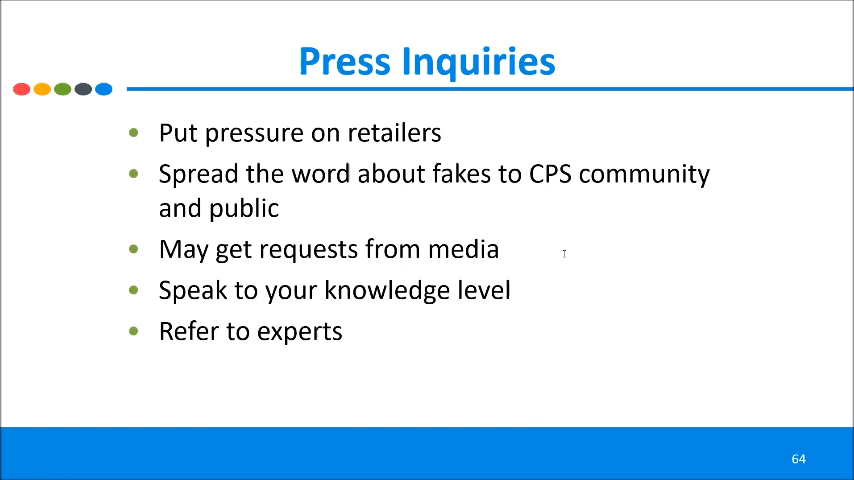 Press Inquiries
• Put pressure on retailers
• Spread the word about fakes to CPS community
and public
• May get requests from media
• Speak to your knowledge level
• Refer to experts
64